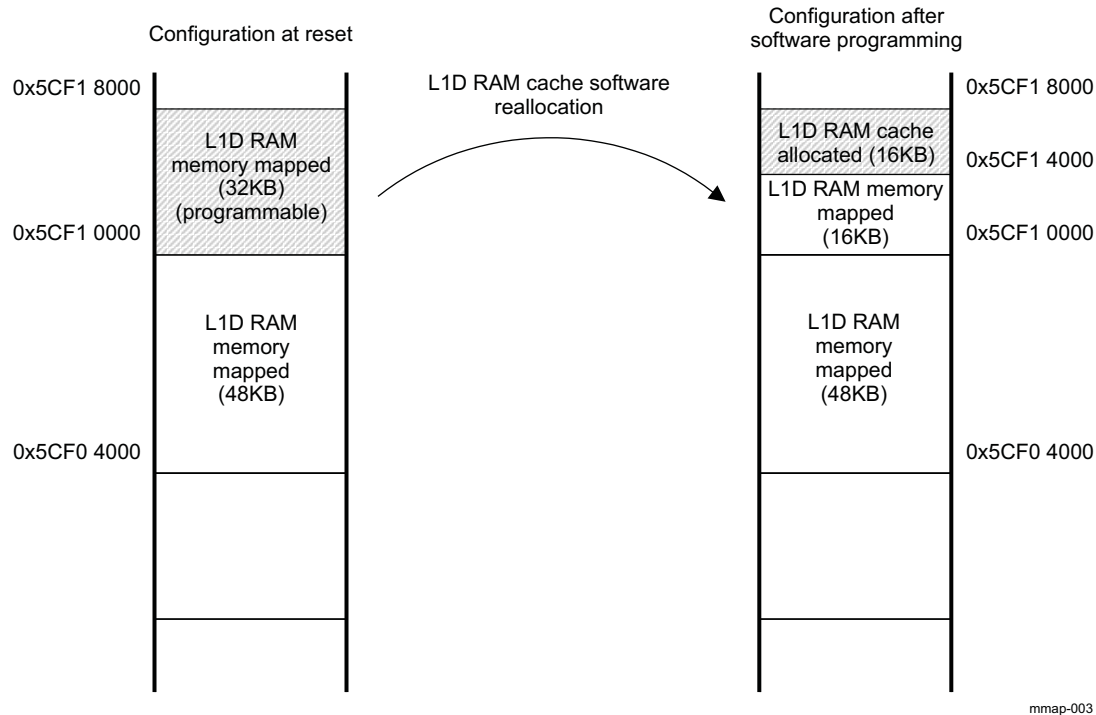 Configuration at reset
Configuration after
software programming
0x5CF1 8000
L1D RAM cache software
reallocation
0x5CF1 8000
L1D RAM
memory mapped
(32KB)
(programmable)
L1D RAM cache
allocated (16KB)
0x5CF1 4000
L1D RAM memory
mapped
(16KB)
0x5CF1 0000
0x5CF1 0000
L1D RAM
memory
mapped
(48KB)
L1D RAM
memory
mapped
(48KB)
0x5CF0 4000
0x5CF0 4000
mmap-003